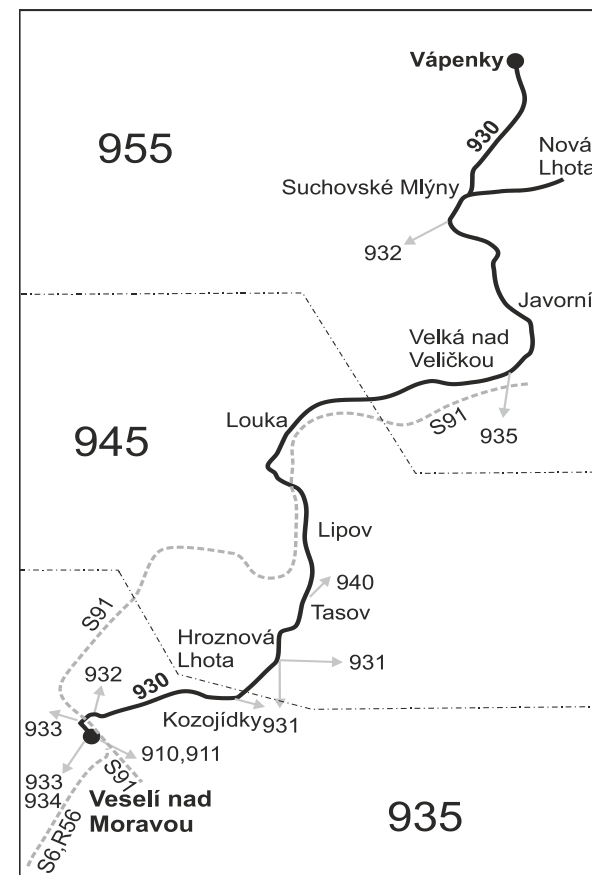 Vápenky
930
955
Nová
Lhota
Suchovské Mlýny
932
Javorní
Velká nad
Veličkou
S91
Louka
935
945
Lipov
940
Tasov
S91
Hroznová
Lhota
931
932
930
Kozojídky
931
933
910,911
S91
933
934
Veselí nad
Moravou
935
S6,R56